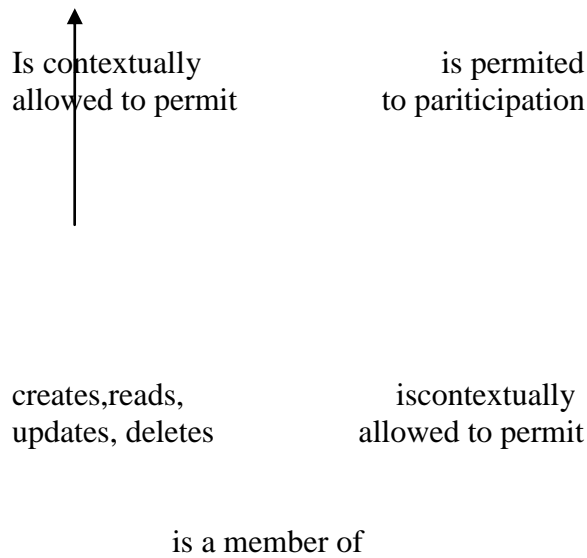 Is contextually
allowed to permit
is permited
to pariticipation
creates,reads,
updates, deletes
iscontextually
allowed to permit
is a member of